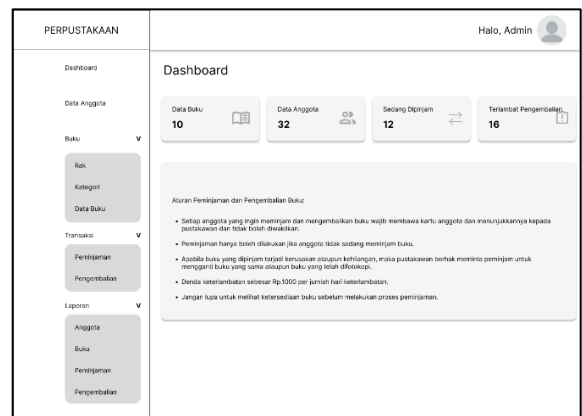 PERPUSTAKAAN
Halo, Admin
Dashboard
Data Anggota
Buku V
Rak
Kategori
Data Buku
Transaksi V
Peminjaman
Pengembalian
Laporan V
Anggota
Buku
Peminjaman
Pengembalian
Dashboard
Data Buku
10
Data Anggota
32
Sedang Dipinjam
12
Terlambat Pengembalian
16
Aturan Peminjaman dan Pengembalian Buku:
• Setiap anggota yang ingin meminjam dan mengembalikan buku wajib membawa kartu anggota dan menunjukkannya kepada
pustakawan dan tidak boleh diwakilkan.
• Peminjaman hanya boleh dilakukan jika anggota tidak sedang meminjam buku.
• Apabila buku yang dipinjam terjadi kerusakan ataupun kehilangan, maka pustakawan berhak meminta peminjam untuk
mengganti buku yang sama ataupun buku yang telah difotokopi.
• Denda keterlambatan sebesar Rp.1000 per jumlah hari keterlambatan.
• Jangan lupa untuk melihat ketersediaan buku sebelum melakukan proses peminjaman.